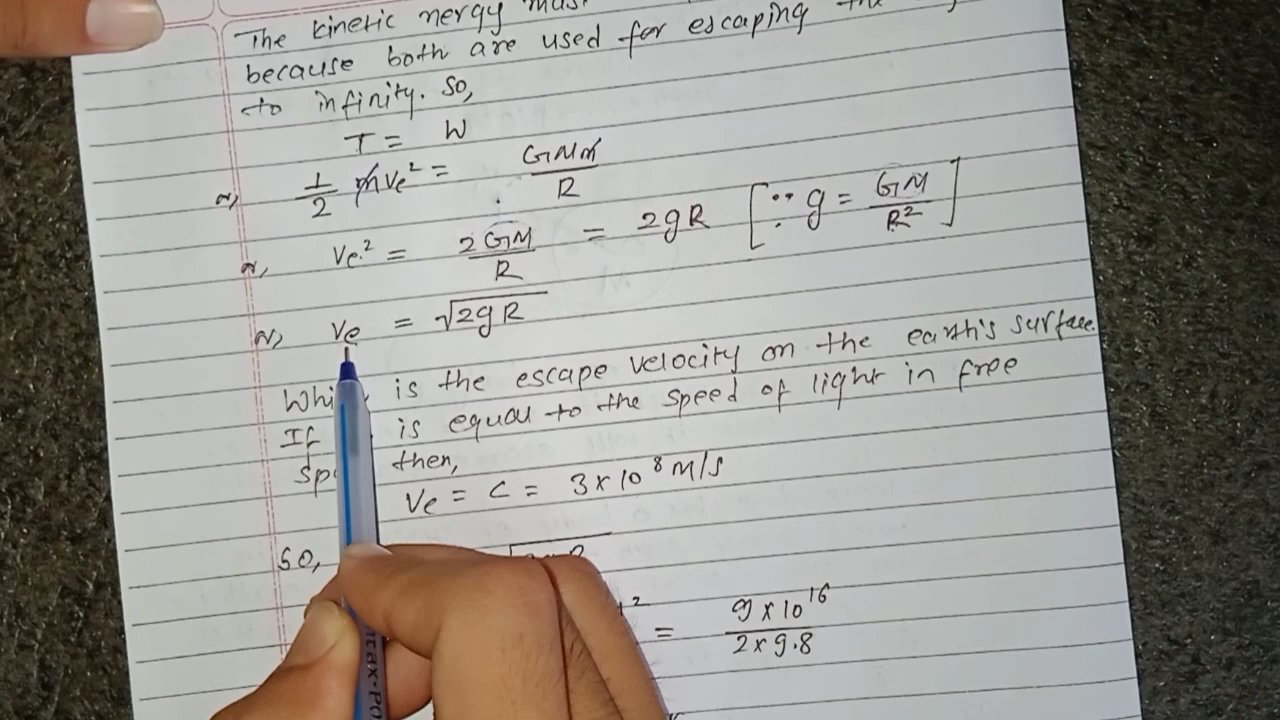 The kinetic nergy
because both are used for escaping the
to infinity. So,
T = W
or, 1/2 mve² = GMm/R
or, ve² = 2GM/R = 2gR [∵ g = GM/R²]
or, ve = √2gR
is the escape velocity on the earth's surface.
If is equal to the speed of light in free
then,
Ve = c = 3×10⁸ m/s
So,
² = 9×10¹⁶/2×9.8